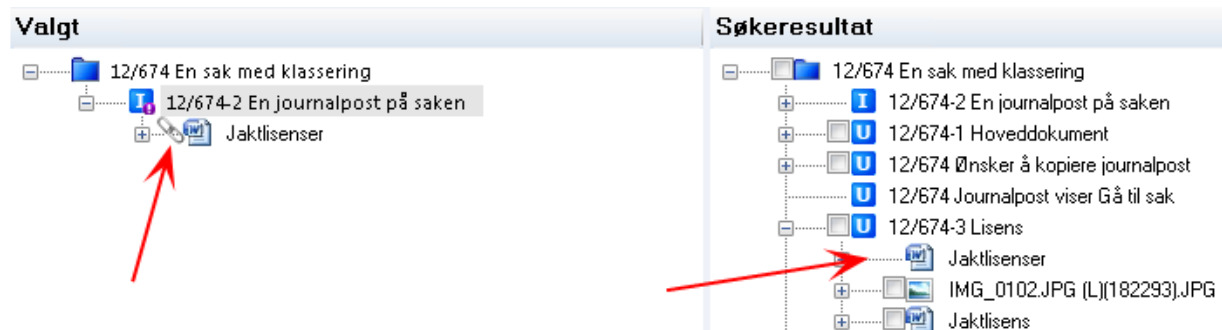 Valgt
12/674 En sak med klassering
I 12/674-2 En journalpost på saken
Jaktlisenser
Søkeresultat
12/674 En sak med klassering
I 12/674-2 En journalpost på saken
U 12/674-1 Hoveddokument
U 12/674 Ønsker å kopiere journalpost
U 12/674 Journalpost viser Gå til sak
U 12/674-3 Lisens
Jaktlisenser
IMG_0102.JPG (L)(182293).JPG
Jaktlisens